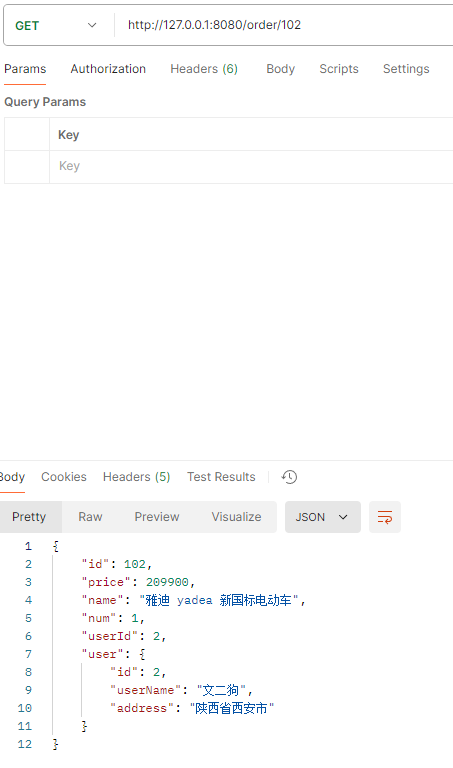 GET http://127.0.0.1:8080/order/102
Params Authorization Headers (6) Body Scripts Settings
Query Params
Key
Key
Body Cookies Headers (5) Test Results
Pretty Raw Preview Visualize JSON
1 {
2 "id": 102,
3 "price": 209900,
4 "name": "雅迪 yadea 新国标电动车",
5 "num": 1,
6 "userId": 2,
7 "user": {
8 "id": 2,
9 "userName": "文二狗",
10 "address": "陕西省西安市"
11 }
12 }